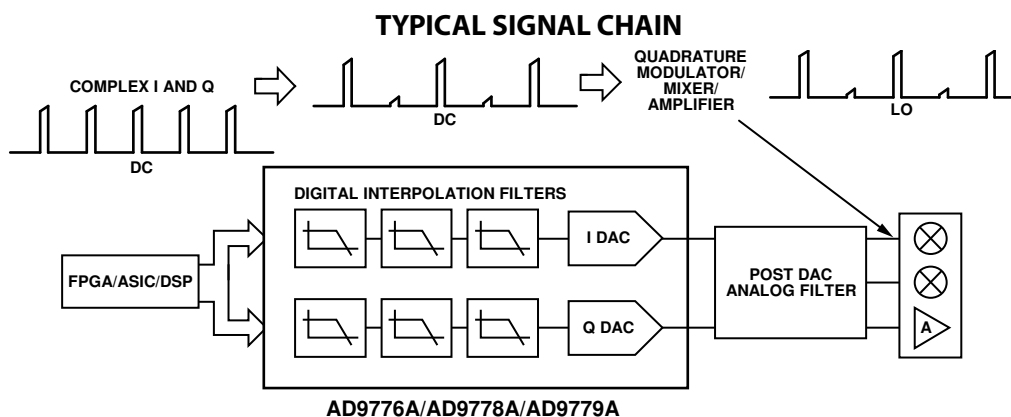 TYPICAL SIGNAL CHAIN
COMPLEX I AND Q
DC
DC
QUADRATURE
MODULATOR/
MIXER/
AMPLIFIER
LO
DIGITAL INTERPOLATION FILTERS
FPGA/ASIC/DSP
I DAC
Q DAC
POST DAC
ANALOG FILTER
A
AD9776A/AD9778A/AD9779A